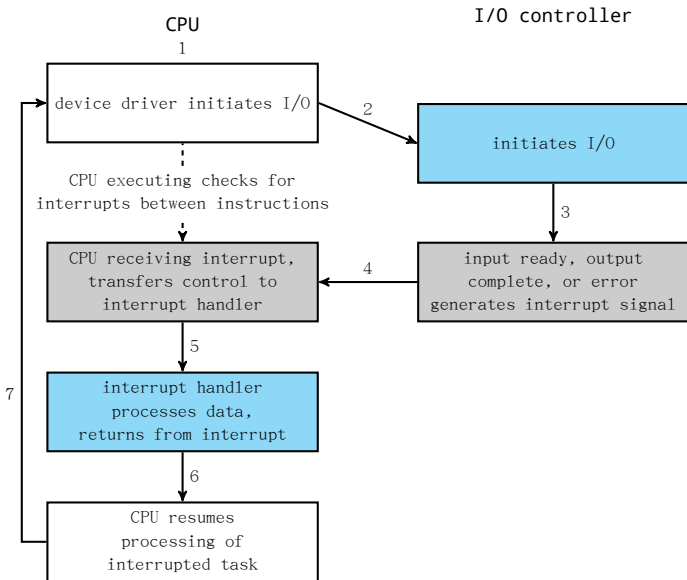 CPU
I/O controller
1
device driver initiates I/O
2
initiates I/O
CPU executing checks for
interrupts between instructions
3
CPU receiving interrupt,
transfers control to
interrupt handler
4
input ready, output
complete, or error
generates interrupt signal
5
7
interrupt handler
processes data,
returns from interrupt
6
CPU resumes
processing of
interrupted task